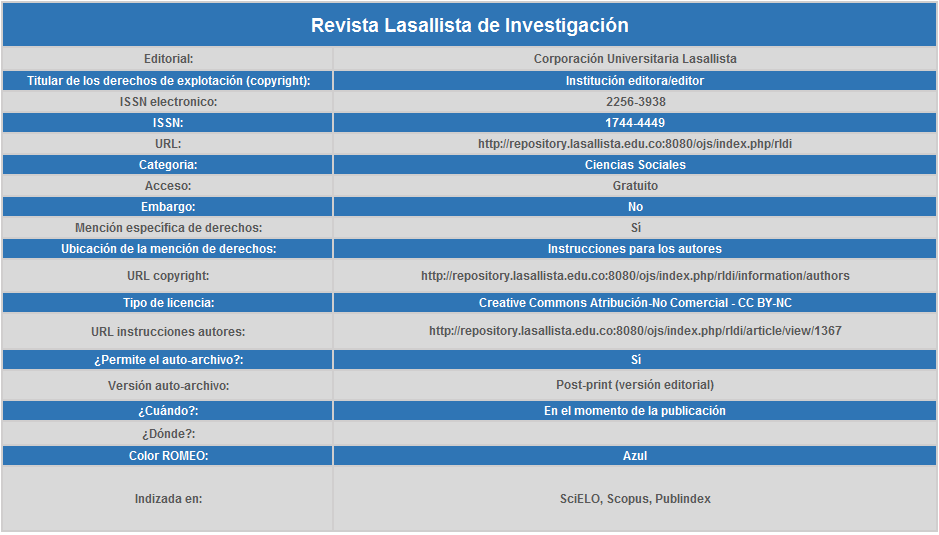 Revista Lasallista de Investigación
Editorial: Corporación Universitaria Lasallista
Titular de los derechos de explotación (copyright): Institución editora/editor
ISSN electronico: 2256-3938
ISSN: 1744-4449
URL: http://repository.lasallista.edu.co:8080/ojs/index.php/rldi
Categoria: Ciencias Sociales
Acceso: Gratuito
Embargo: No
Mención especifica de derechos: Sí
Ubicación de la mención de derechos: Instrucciones para los autores
URL copyright: http://repository.lasallista.edu.co:8080/ojs/index.php/rldi/information/authors
Tipo de licencia: Creative Commons Atribución-No Comercial - CC BY-NC
URL instrucciones autores: http://repository.lasallista.edu.co:8080/ojs/index.php/rldi/article/view/1367
¿Permite el auto-archivo?: Sí
Versión auto-archivo: Post-print (versión editorial)
¿Cuándo?: En el momento de la publicación
¿Dónde?:
Color ROMEO: Azul
Indizada en: SciELO, Scopus, Publindex